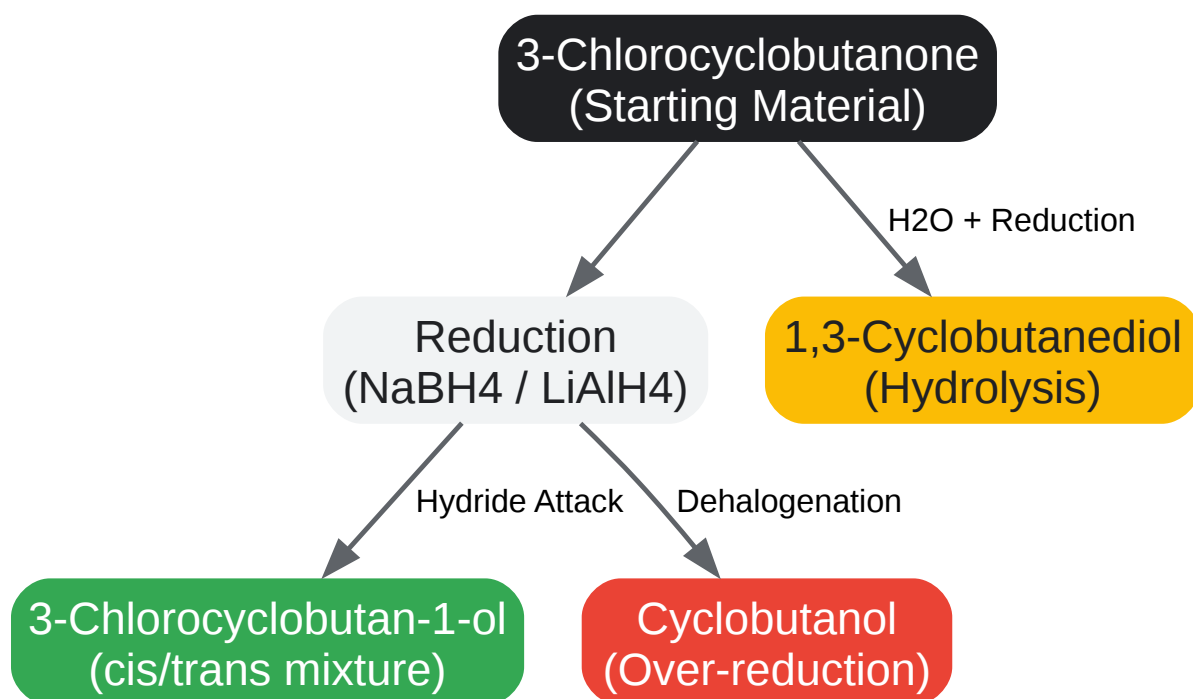 3-Chlorocyclobutanone
(Starting Material)
H2O + Reduction
Reduction
(NaBH4 / LiAlH4)
1,3-Cyclobutanediol
(Hydrolysis)
Hydride Attack
Dehalogenation
3-Chlorocyclobutan-1-ol
(cis/trans mixture)
Cyclobutanol
(Over-reduction)